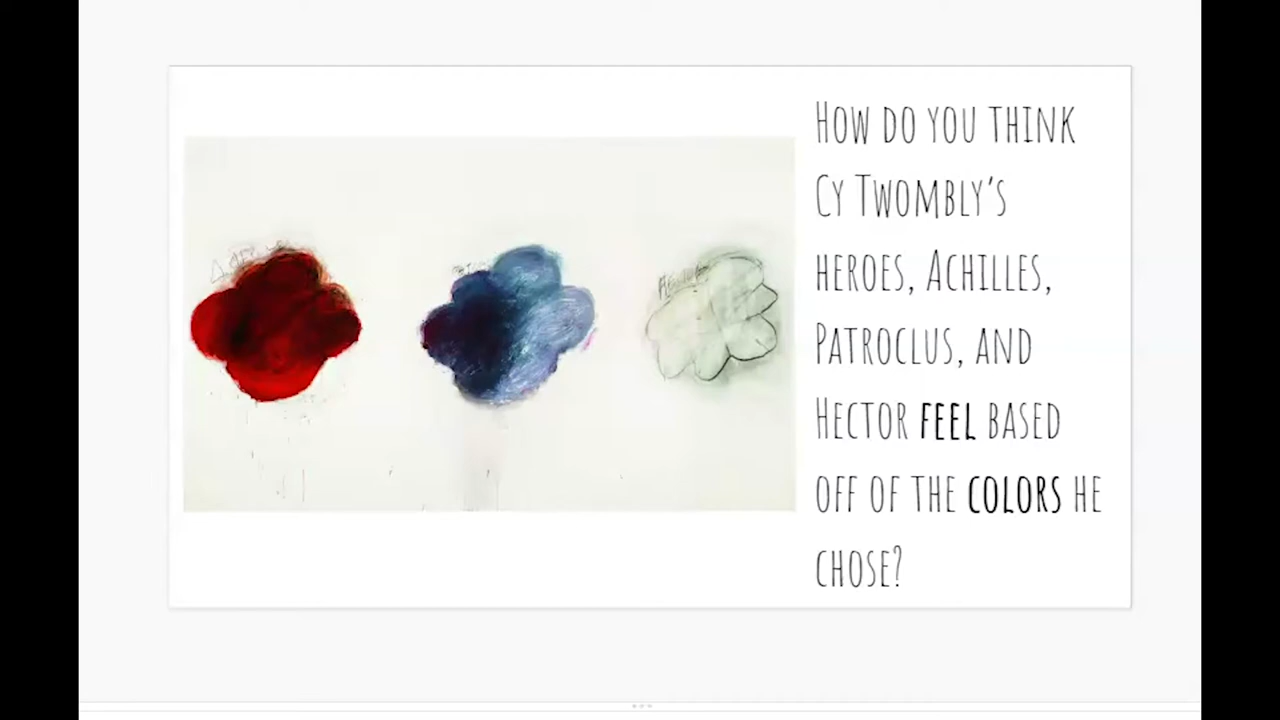 How do you think
Cy Twombly's
heroes, Achilles,
Patroclus, and
Hector feel based
off of the colors he
chose?